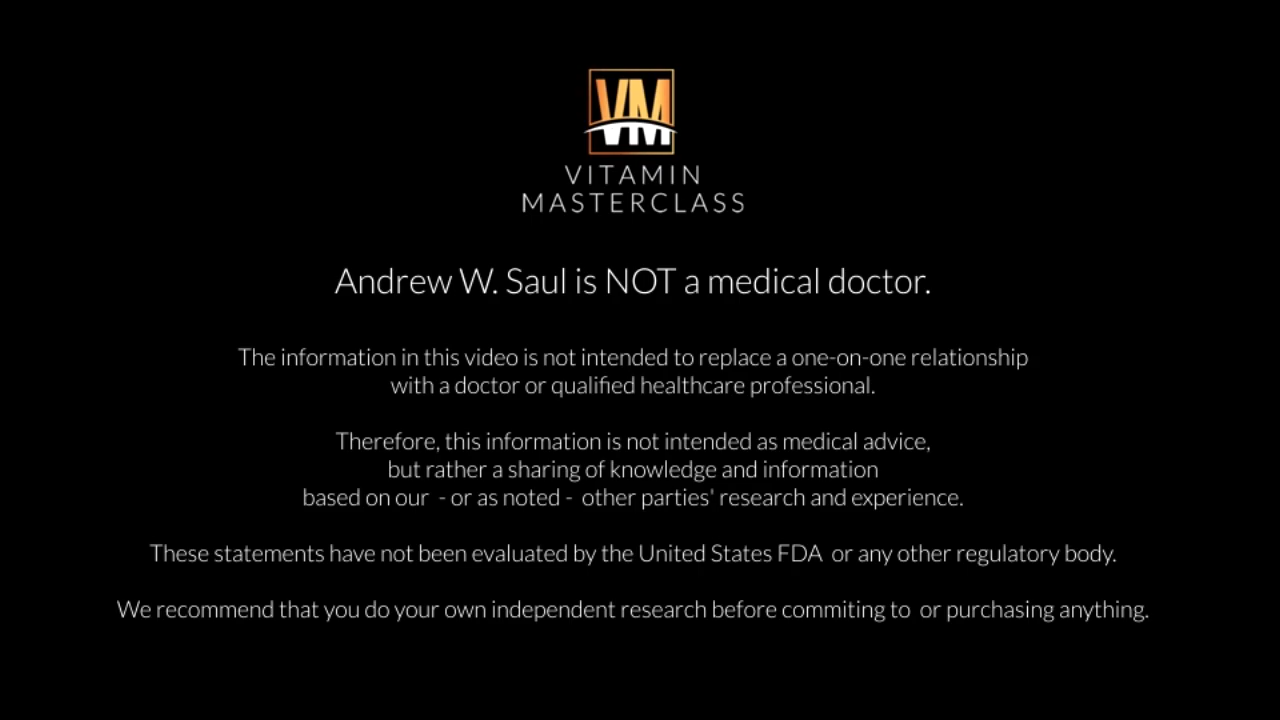 VM
VITAMIN
MASTERCLASS
Andrew W. Saul is NOT a medical doctor.
The information in this video is not intended to replace a one-on-one relationship
with a doctor or qualified healthcare professional.
Therefore, this information is not intended as medical advice,
but rather a sharing of knowledge and information
based on our - or as noted - other parties' research and experience.
These statements have not been evaluated by the United States FDA or any other regulatory body.
We recommend that you do your own independent research before commiting to or purchasing anything.